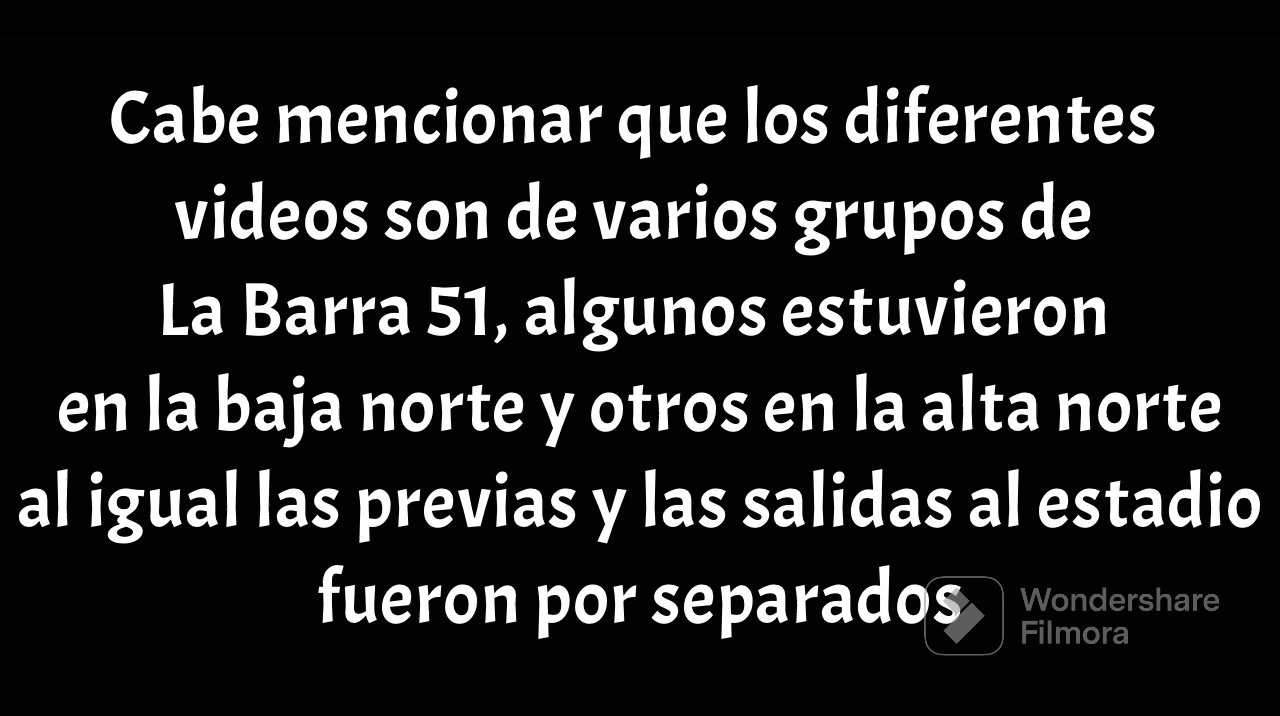 Cabe mencionar que los diferentes
videos son de varios grupos de
La Barra 51, algunos estuvieron
en la baja norte y otros en la alta norte
al igual las previas y las salidas al estadio
fueron por separados
Wondershare
Filmora